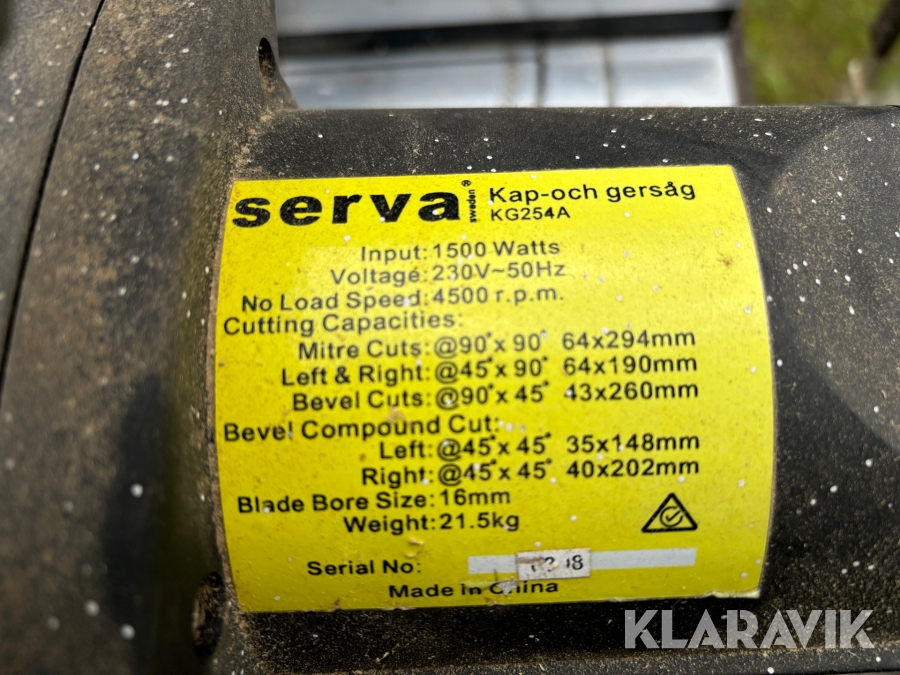 serva sweden ® Kap-och gersåg
KG254A
Input: 1500 Watts
Voltage: 230V~50Hz
No Load Speed: 4500 r.p.m.
Cutting Capacities:
Mitre Cuts: @90°x 90° 64x294mm
Left & Right: @45°x 90° 64x190mm
Bevel Cuts: @90°x 45° 43x260mm
Bevel Compound Cut:
Left: @45°x 45° 35x148mm
Right: @45°x 45° 40x202mm
Blade Bore Size: 16mm
Weight: 21.5kg
Serial No:
Made in China
KLARAVIK